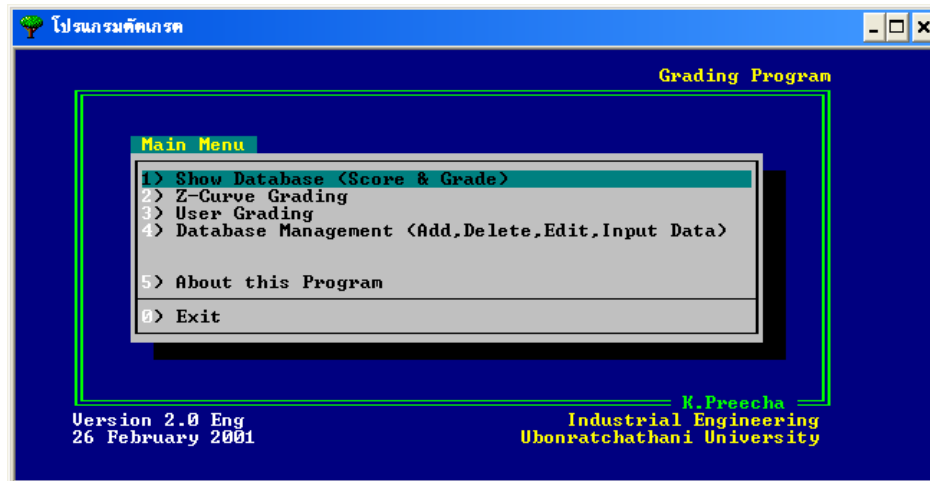 โปรแกรมตัดเกรด
Grading Program
Main Menu
1) Show Database (Score & Grade)
2) Z-Curve Grading
3) User Grading
4) Database Management (Add,Delete,Edit,Input Data)
5) About this Program
0) Exit
K.Preecha
Version 2.0 Eng
Industrial Engineering
26 February 2001
Ubonratchathani University